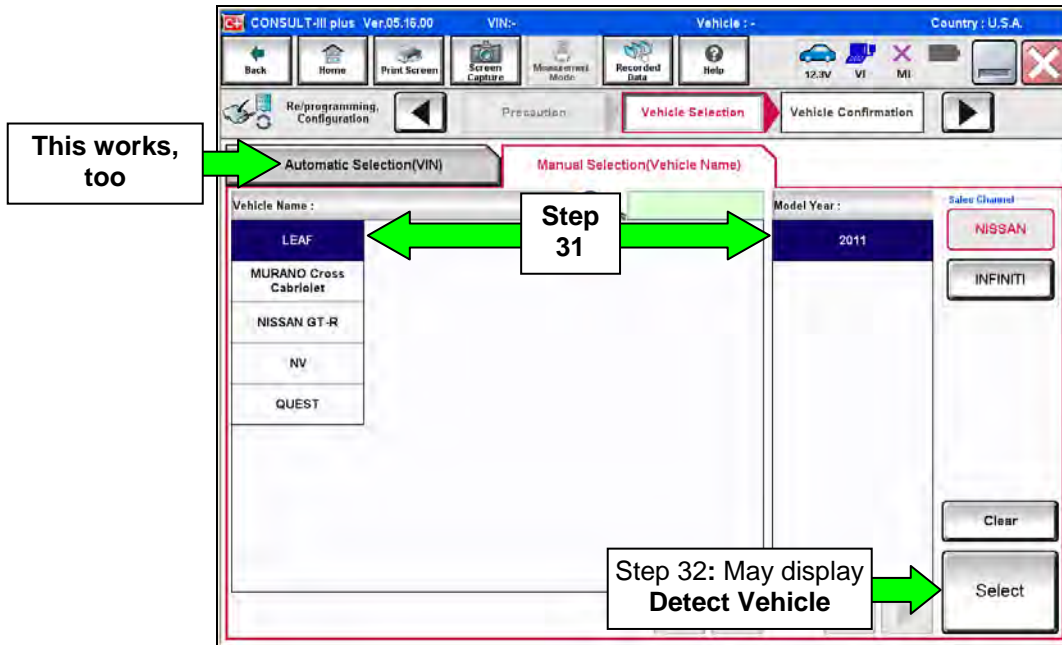 CONSULT-III plus Ver.05.16.00 VIN:- Vehicle : - Country : U.S.A.
Back Home Print Screen Screen Capture Measurement Mode Recorded Data Help 12.3V VI MI
Re/programming, Configuration Precaution Vehicle Selection Vehicle Confirmation
This works, too
Automatic Selection(VIN) Manual Selection(Vehicle Name)
Vehicle Name : Model Year : Sales Channel
Step 31
LEAF 2011 NISSAN
MURANO Cross Cabriolet INFINITI
NISSAN GT-R
NV
QUEST
Clear
Step 32: May display Detect Vehicle
Select